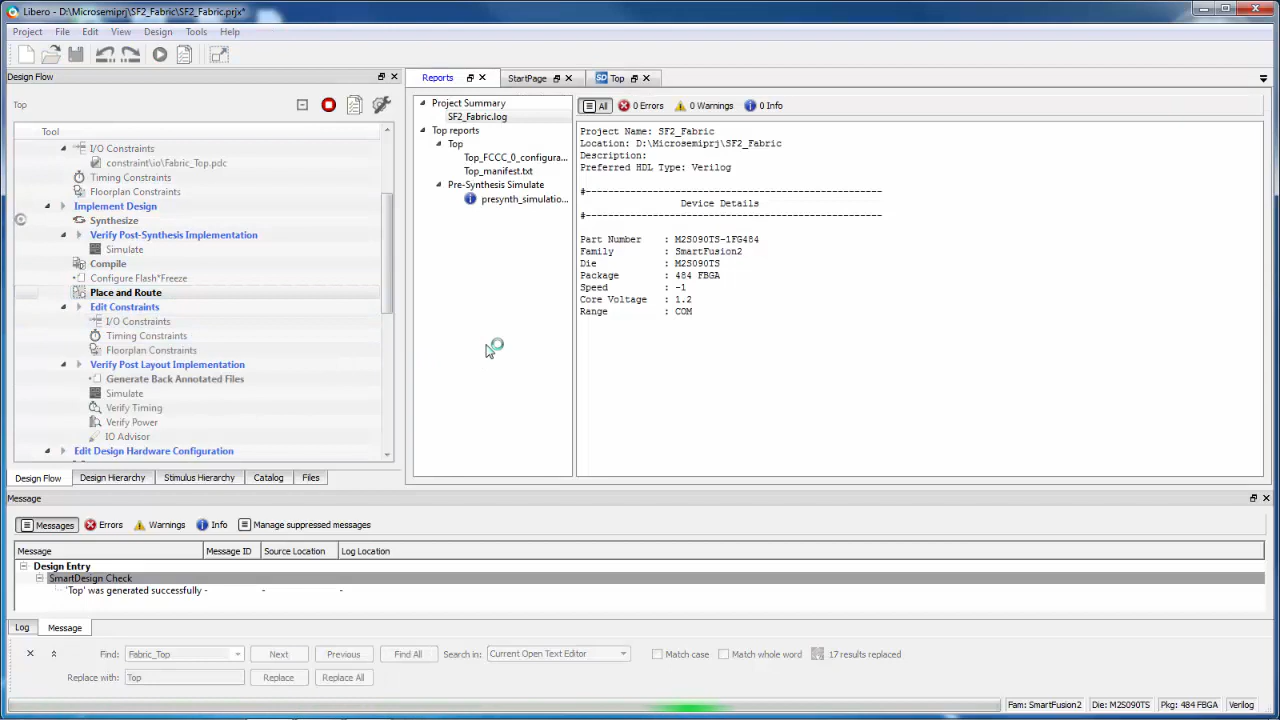 Libero - D:\Microsemiprj\SF2_Fabric\SF2_Fabric.prjx*
Project File Edit View Design Tools Help
Design Flow
Reports StartPage Top
Top
Tool
I/O Constraints
constraint\io\Fabric_Top.pdc
Timing Constraints
Floorplan Constraints
Implement Design
Synthesize
Verify Post-Synthesis Implementation
Simulate
Compile
Configure Flash*Freeze
Place and Route
Edit Constraints
I/O Constraints
Timing Constraints
Floorplan Constraints
Verify Post Layout Implementation
Generate Back Annotated Files
Simulate
Verify Timing
Verify Power
IO Advisor
Edit Design Hardware Configuration
Design Flow Design Hierarchy Stimulus Hierarchy Catalog Files
Project Summary
SF2_Fabric.log
Top reports
Top
Top_FCCC_0_configura...
Top_manifest.txt
Pre-Synthesis Simulate
presynth_simulatio...
All 0 Errors 0 Warnings 0 Info
Project Name: SF2_Fabric
Location: D:\Microsemiprj\SF2_Fabric
Description:
Preferred HDL Type: Verilog
Device Details
Part Number : M2S090TS-1FG484
Family : SmartFusion2
Die : M2S090TS
Package : 484 FBGA
Speed : -1
Core Voltage : 1.2
Range : COM
Message
Messages Errors Warnings Info Manage suppressed messages
Message Message ID Source Location Log Location
Design Entry
SmartDesign Check
'Top' was generated successfully - - -
Log Message
Find: Fabric_Top Next Previous Find All Search in: Current Open Text Editor Match case Match whole word 17 results replaced
Replace with: Top Replace Replace All
Fam: SmartFusion2 Die: M2S090TS Pkg: 484 FBGA Verilog